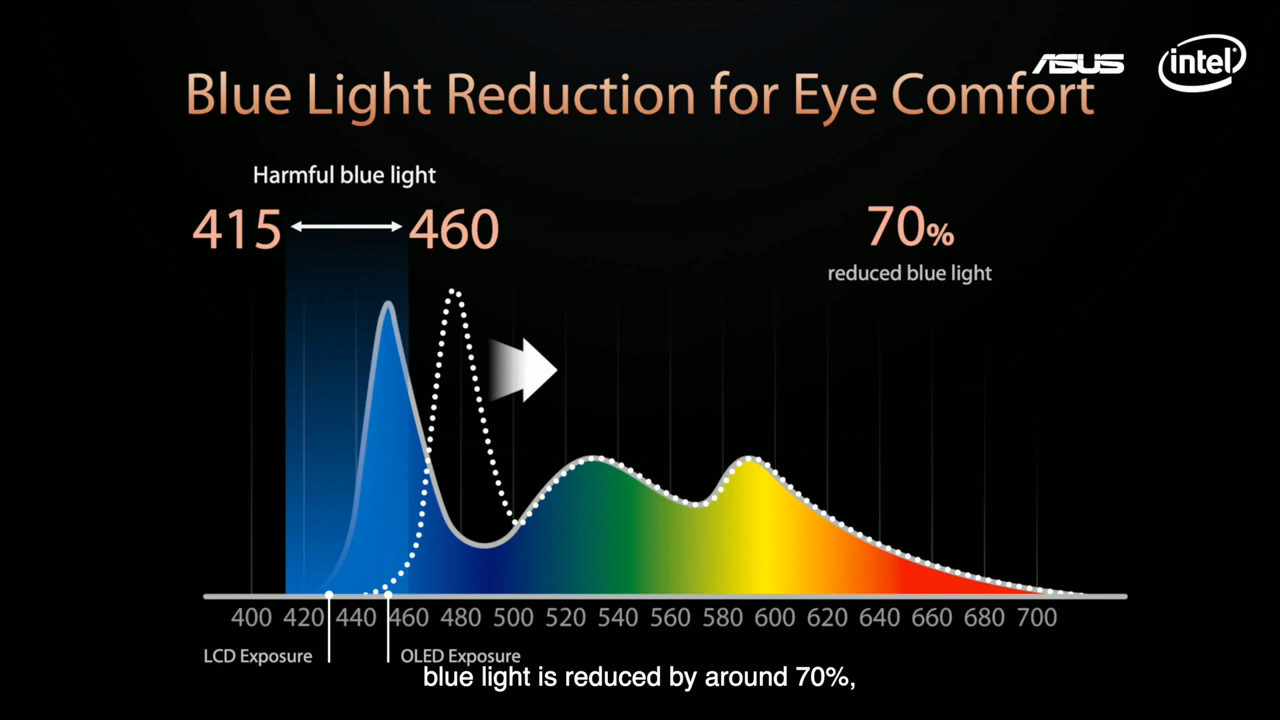 ASUS
intel
Blue Light Reduction for Eye Comfort
Harmful blue light
415
460
70%
reduced blue light
400 420 440 460 480 500 520 540 560 580 600 620 640 660 680 700
LCD Exposure
OLED Exposure
blue light is reduced by around 70%,